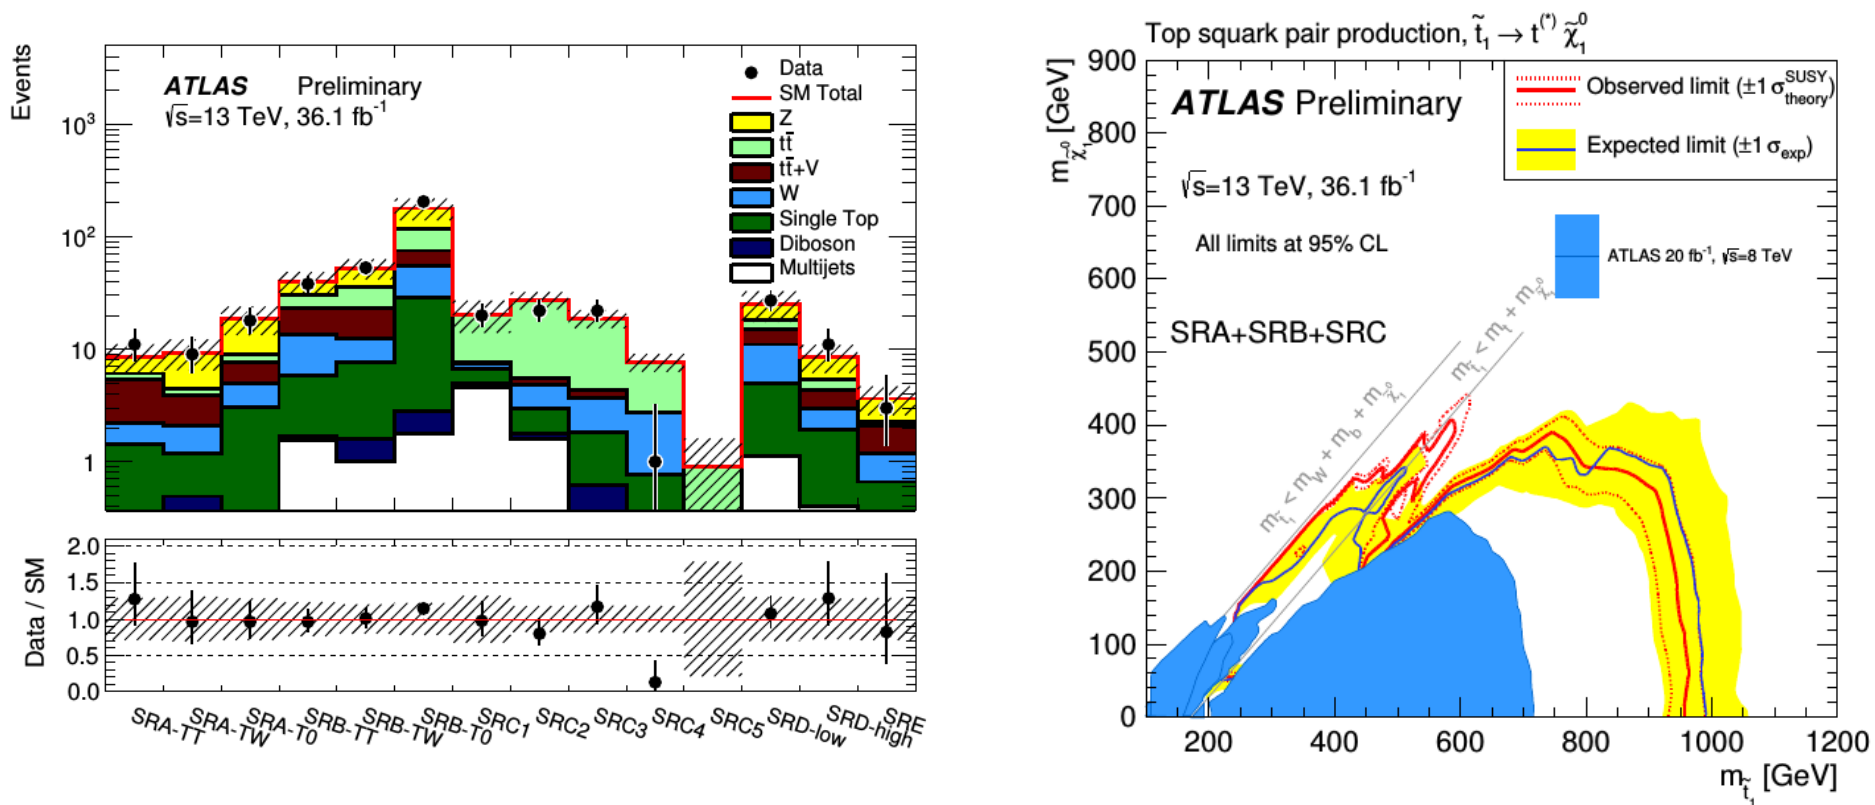 Events
ATLAS Preliminary
√s=13 TeV, 36.1 fb⁻¹
10³
10²
10
1
Data
SM Total
Z
tt̄
tt̄+V
W
Single Top
Diboson
Multijets
Data / SM
2.0
1.5
1.0
0.5
0.0
SRA-TT
SRA-TW
SRA-T0
SRB-TT
SRB-TW
SRB-T0
SRC1
SRC2
SRC3
SRC4
SRC5
SRD-low
SRD-high
SRE
Top squark pair production, t̃₁ → t⁽*⁾ χ̃₁⁰
m_χ̃₁⁰ [GeV]
900
800
700
600
500
400
300
200
100
0
ATLAS Preliminary
√s=13 TeV, 36.1 fb⁻¹
All limits at 95% CL
SRA+SRB+SRC
Observed limit (±1 σ_theory^SUSY)
Expected limit (±1 σ_exp)
ATLAS 20 fb⁻¹, √s=8 TeV
m_t̃₁ < m_W + m_b + m_χ̃₁⁰
m_t̃₁ < m_t + m_χ̃₁⁰
200
400
600
800
1000
1200
m_t̃₁ [GeV]